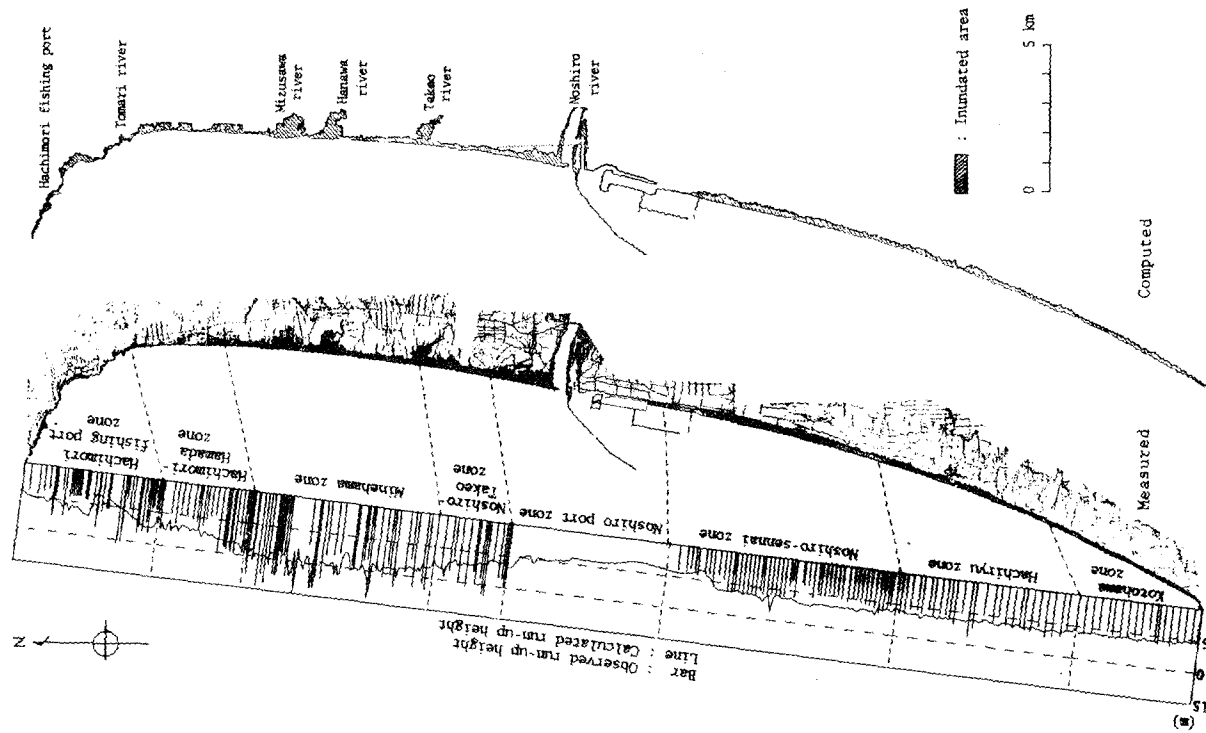 Hachimori fishing port
Tomari river
Mizusawa
river
Hanawa
river
Takeo
river
Noshiro
river
: Inundated area
5 km
0
Computed
Measured
Hachimori
fishing port
zone
Hachimori-
Hamada
zone
Minehama zone
Noshiro-
Takeo
zone
Noshiro port zone
Noshiro-sennai zone
Hachiryu zone
Kotohama
zone
Bar : Observed run-up height
Line : Calculated run-up height
N
0
15
(m)